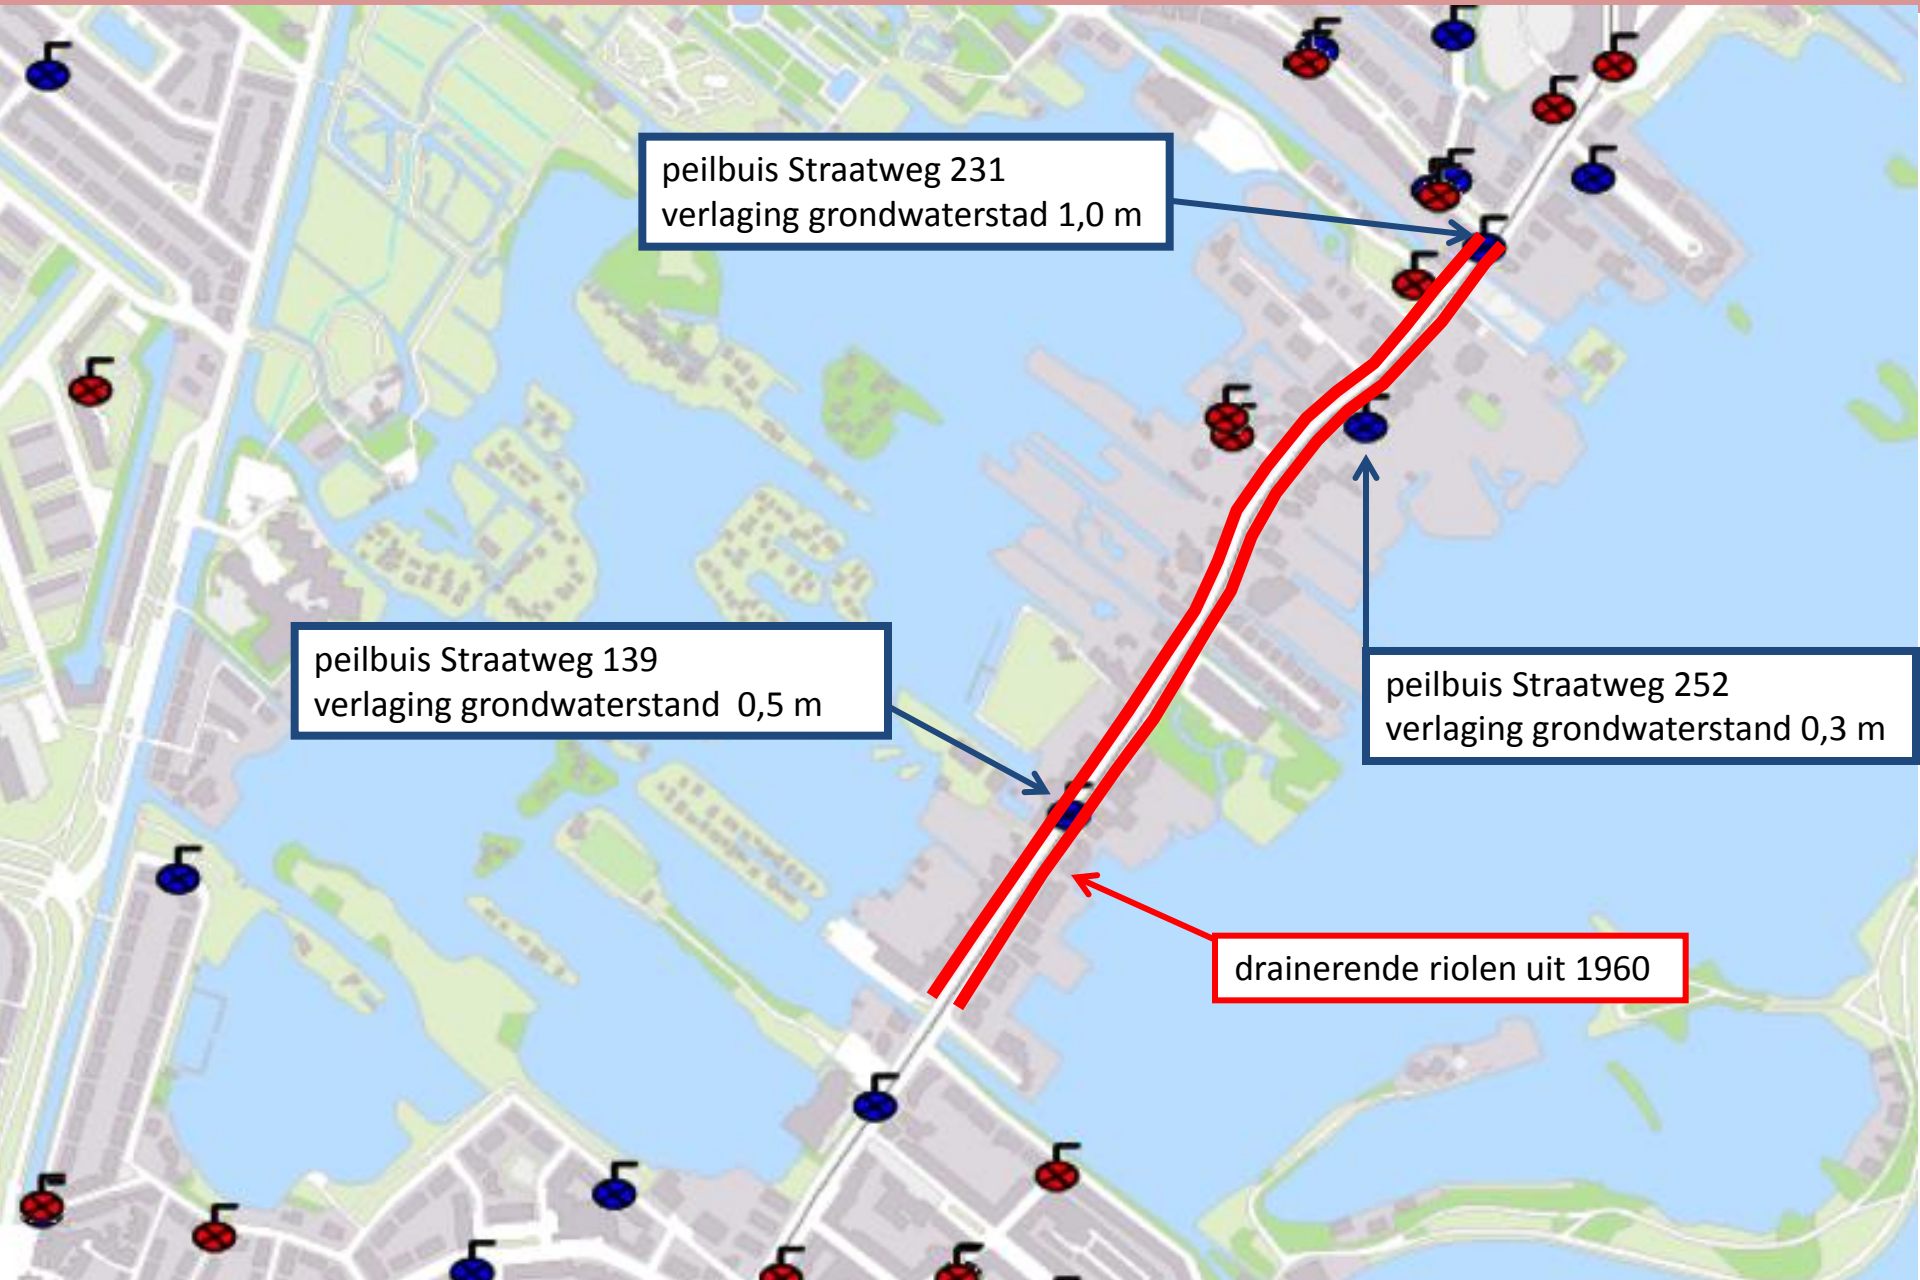 peilbuis Straatweg 231
verlaging grondwaterstad 1,0 m
peilbuis Straatweg 139
verlaging grondwaterstand 0,5 m
peilbuis Straatweg 252
verlaging grondwaterstand 0,3 m
drainerende riolen uit 1960